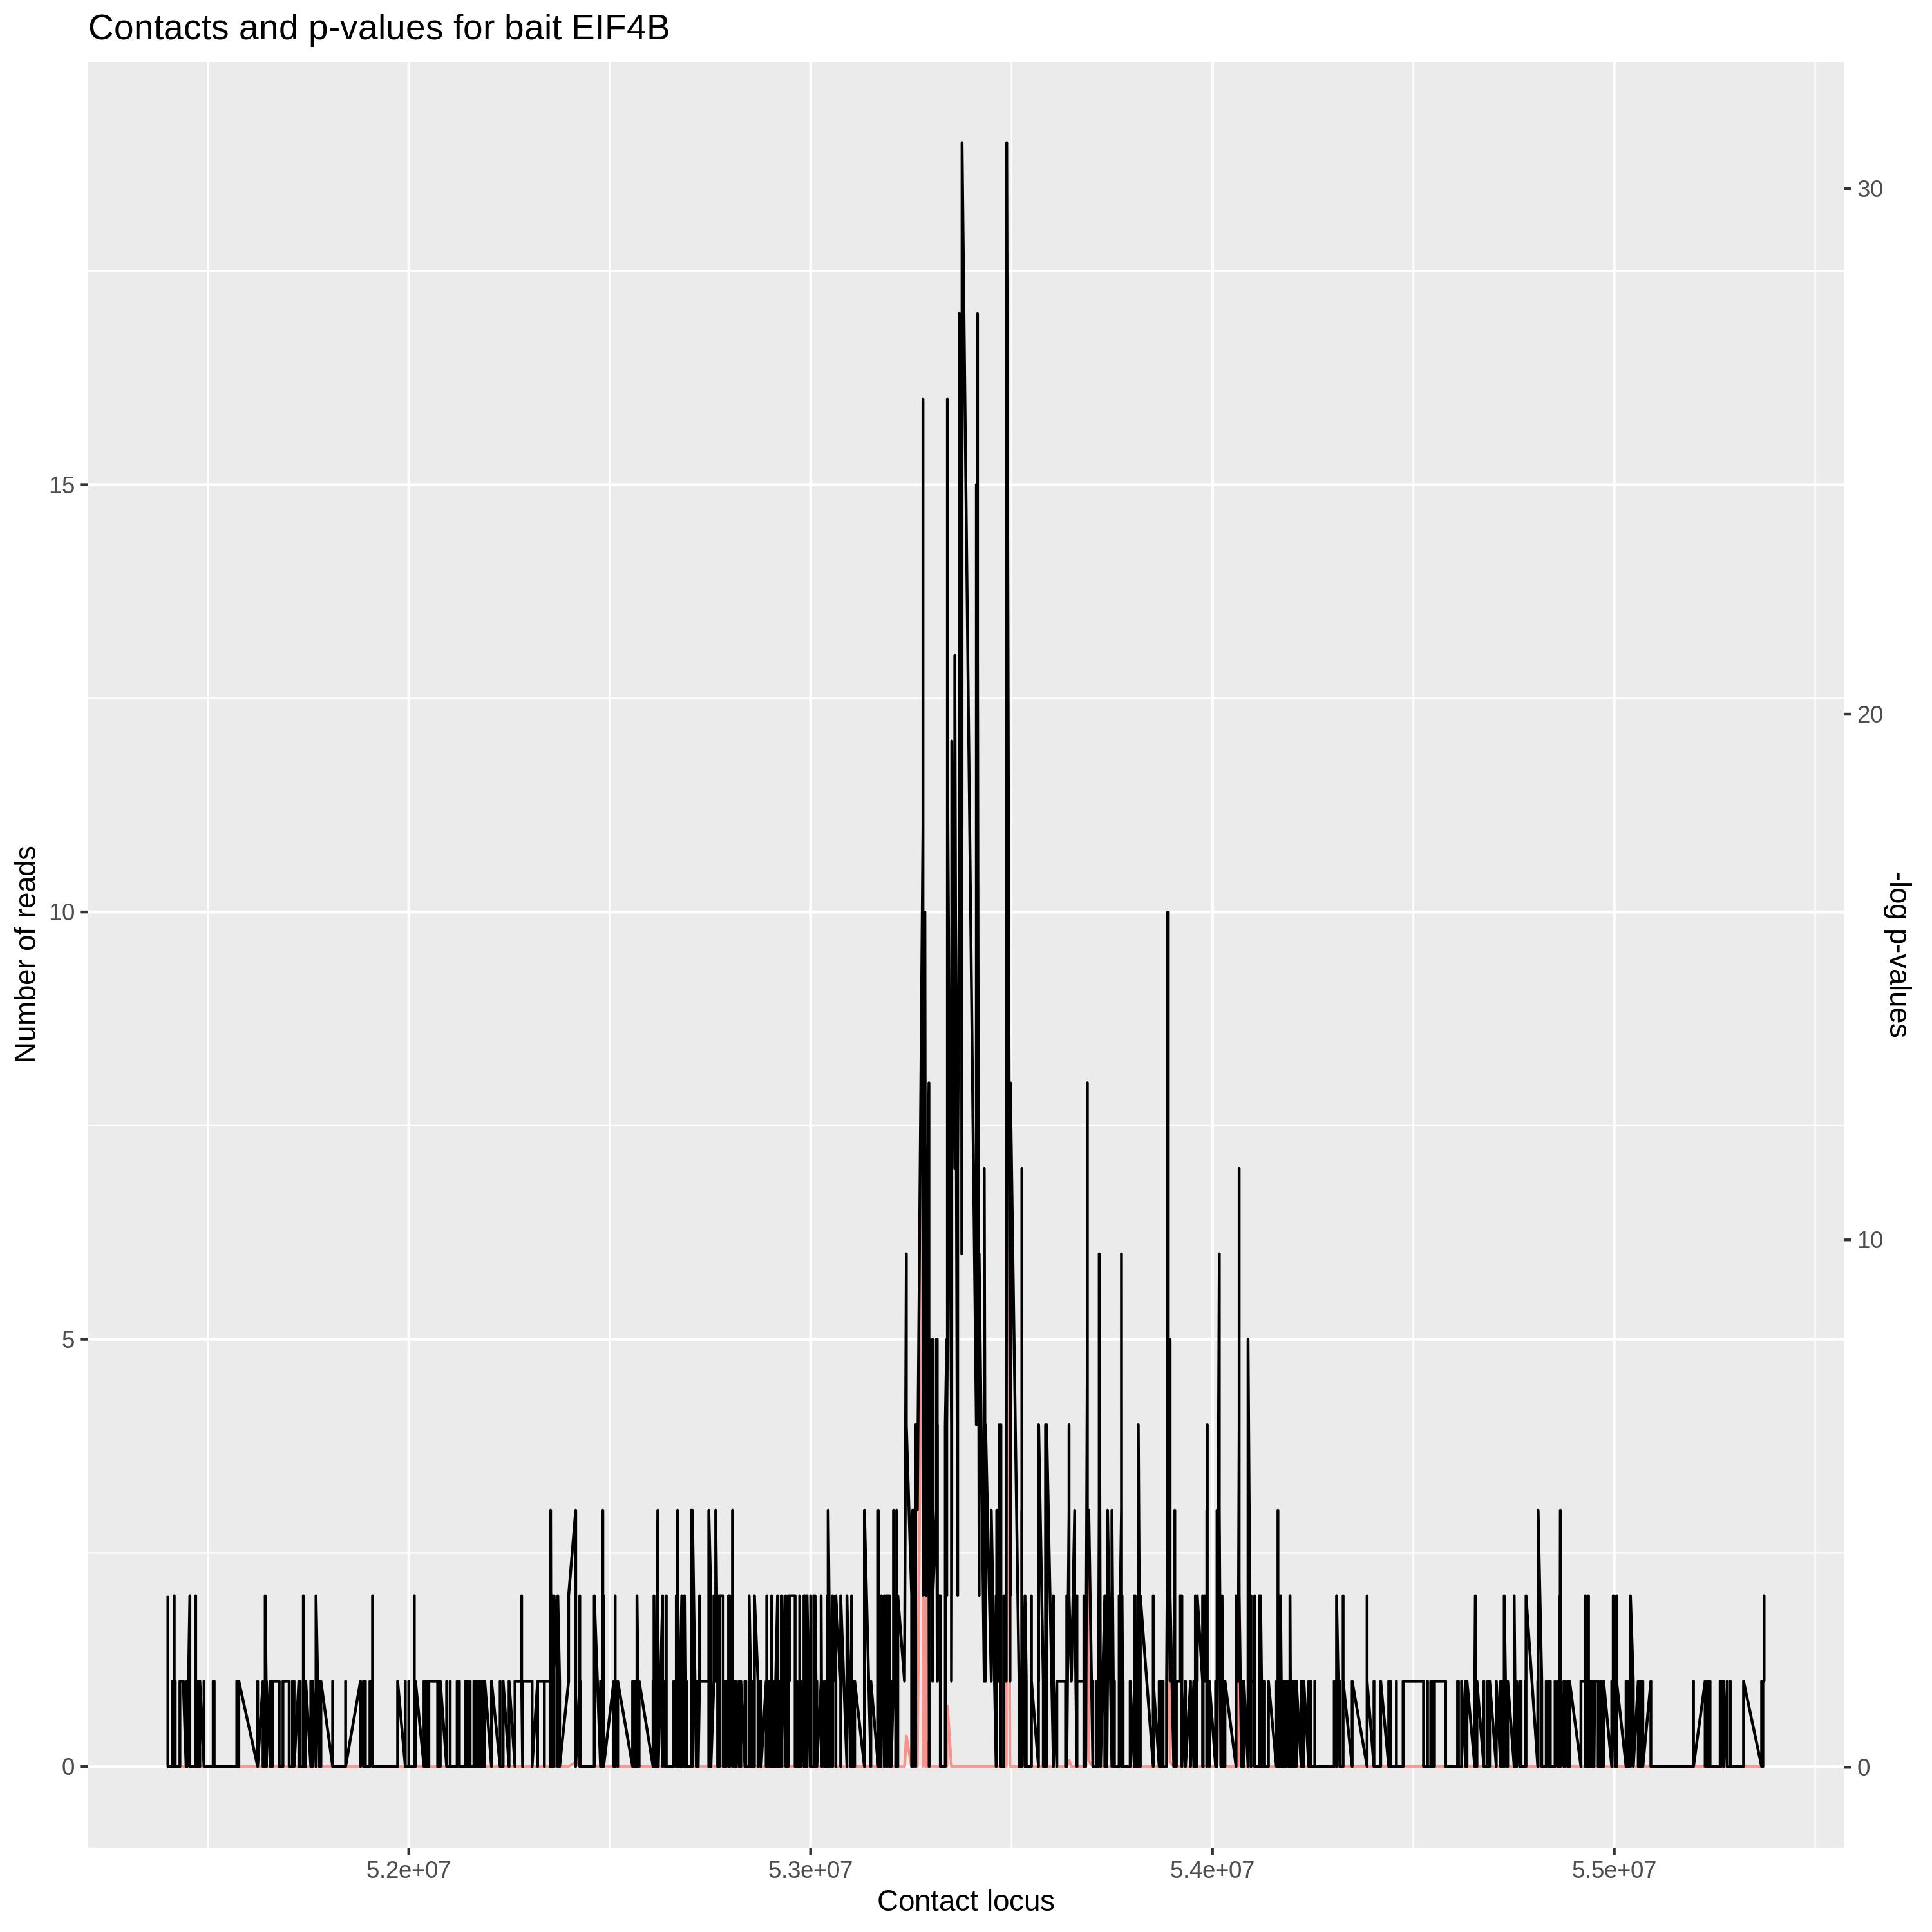 Contacts and p-values for bait EIF4B
Number of reads
15
10
5
0
30
20
10
0
-log p-values
5.2e+07
5.3e+07
5.4e+07
5.5e+07
Contact locus